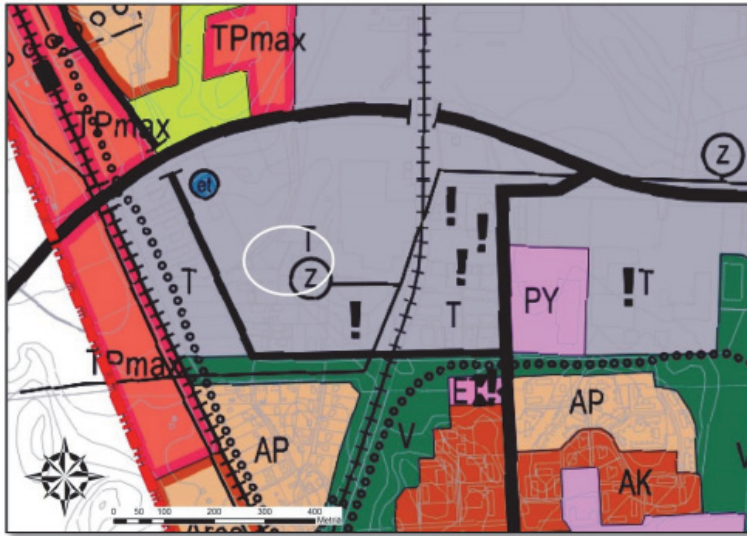 TPmax
TPmax
Z
et
T
Z
T
T
PY
T
TPmax
E
AP
AP
V
AK
V
0 50 100 200 300 400
Metriä